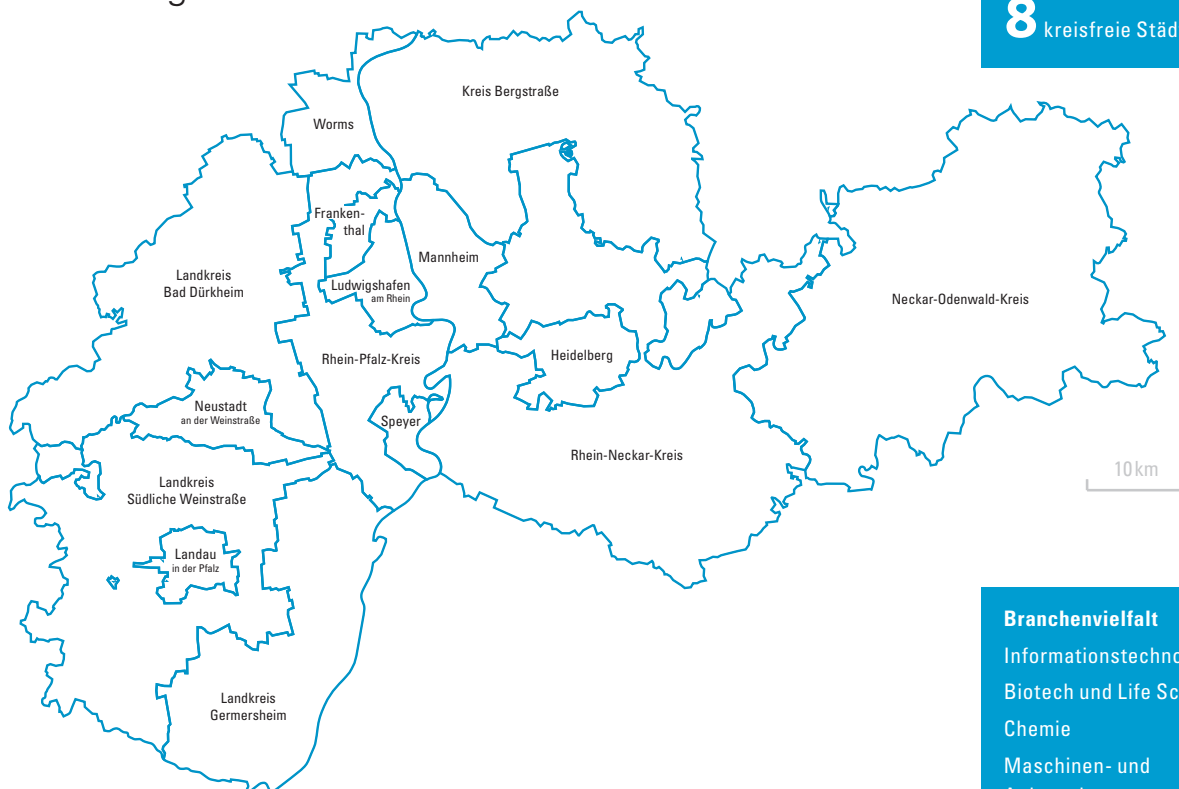 8 kreisfreie Städ
Kreis Bergstraße
Worms
Franken-
thal
Mannheim
Landkreis
Bad Dürkheim
Ludwigshafen
am Rhein
Neckar-Odenwald-Kreis
Rhein-Pfalz-Kreis
Heidelberg
Neustadt
an der Weinstraße
Speyer
Rhein-Neckar-Kreis
Landkreis
Südliche Weinstraße
10 km
Landau
in der Pfalz
Landkreis
Germersheim
Branchenvielfalt
Informationstechno
Biotech und Life Sc
Chemie
Maschinen- und